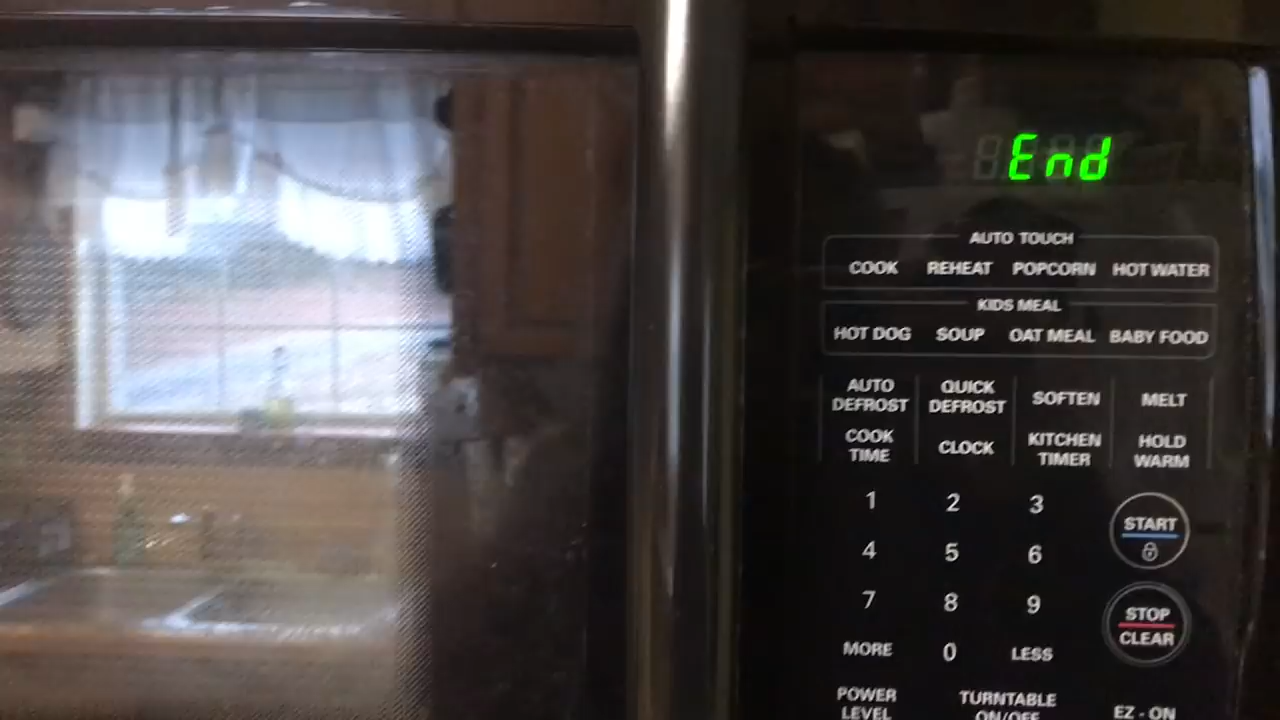 End
AUTO TOUCH
COOK REHEAT POPCORN HOT WATER
KIDS MEAL
HOT DOG SOUP OAT MEAL BABY FOOD
AUTO DEFROST
QUICK DEFROST
SOFTEN
MELT
COOK TIME
CLOCK
KITCHEN TIMER
HOLD WARM
1 2 3
START
4 5 6
7 8 9
STOP
CLEAR
MORE 0 LESS
POWER LEVEL
TURNTABLE ON/OFF
EZ - ON